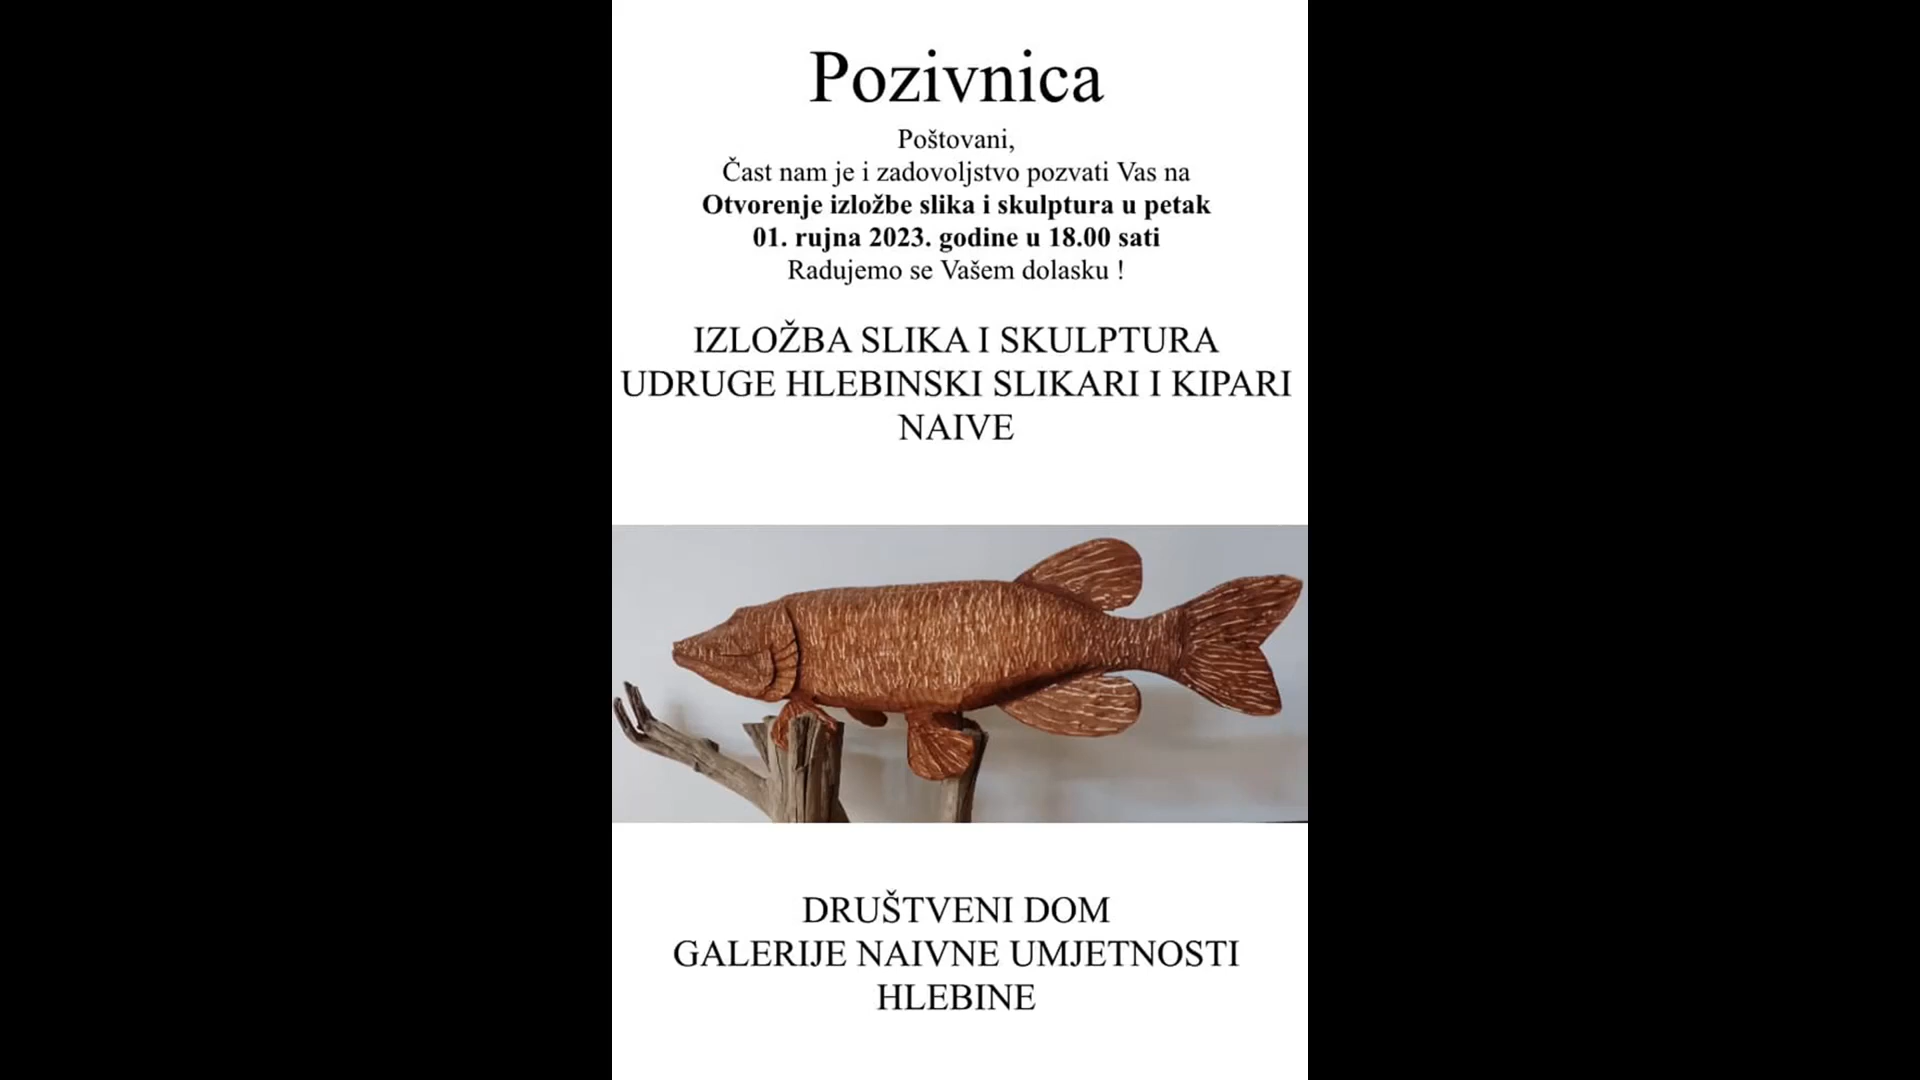 Pozivnica
Poštovani,
Čast nam je i zadovoljstvo pozvati Vas na
Otvorenje izložbe slika i skulptura u petak
01. rujna 2023. godine u 18.00 sati
Radujemo se Vašem dolasku !
IZLOŽBA SLIKA I SKULPTURA
UDRUGE HLEBINSKI SLIKARI I KIPARI
NAIVE
DRUŠTVENI DOM
GALERIJE NAIVNE UMJETNOSTI
HLEBINE